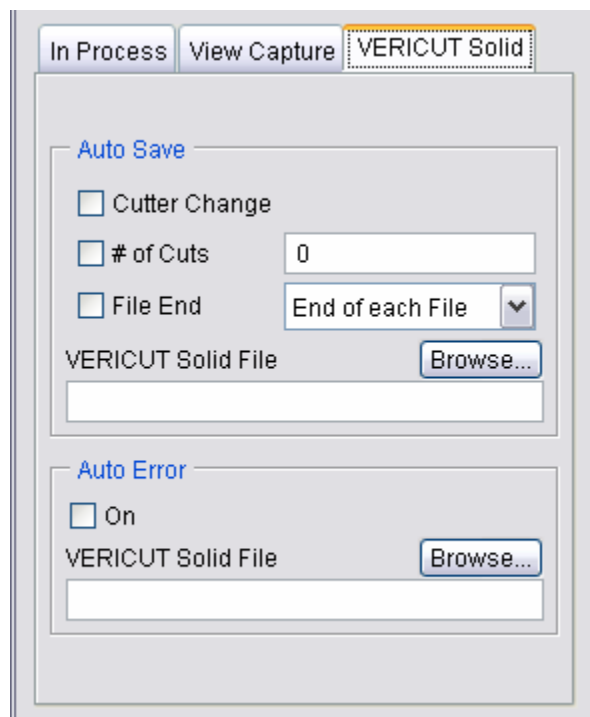 In Process View Capture VERICUT Solid
Auto Save
Cutter Change
# of Cuts 0
File End End of each File
VERICUT Solid File Browse...
Auto Error
On
VERICUT Solid File Browse...